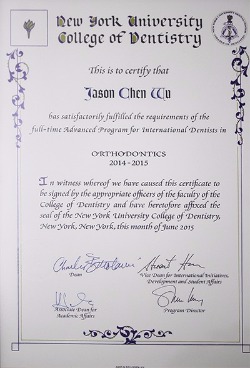 New York University
College of Dentistry
This is to certify that
Jason Chen Wu
has satisfactorily fulfilled the requirements of the
full-time Advanced Program for International Dentists in
ORTHODONTICS
2014 - 2015
In witness whereof we have caused this certificate to
be signed by the appropriate officers of the faculty of the
College of Dentistry and have heretofore affixed the
seal of the New York University College of Dentistry,
New York, New York, this month of June 2015
Dean
Vice Dean for International Initiatives,
Development and Student Affairs
Associate Dean for
Academic Affairs
Program Director